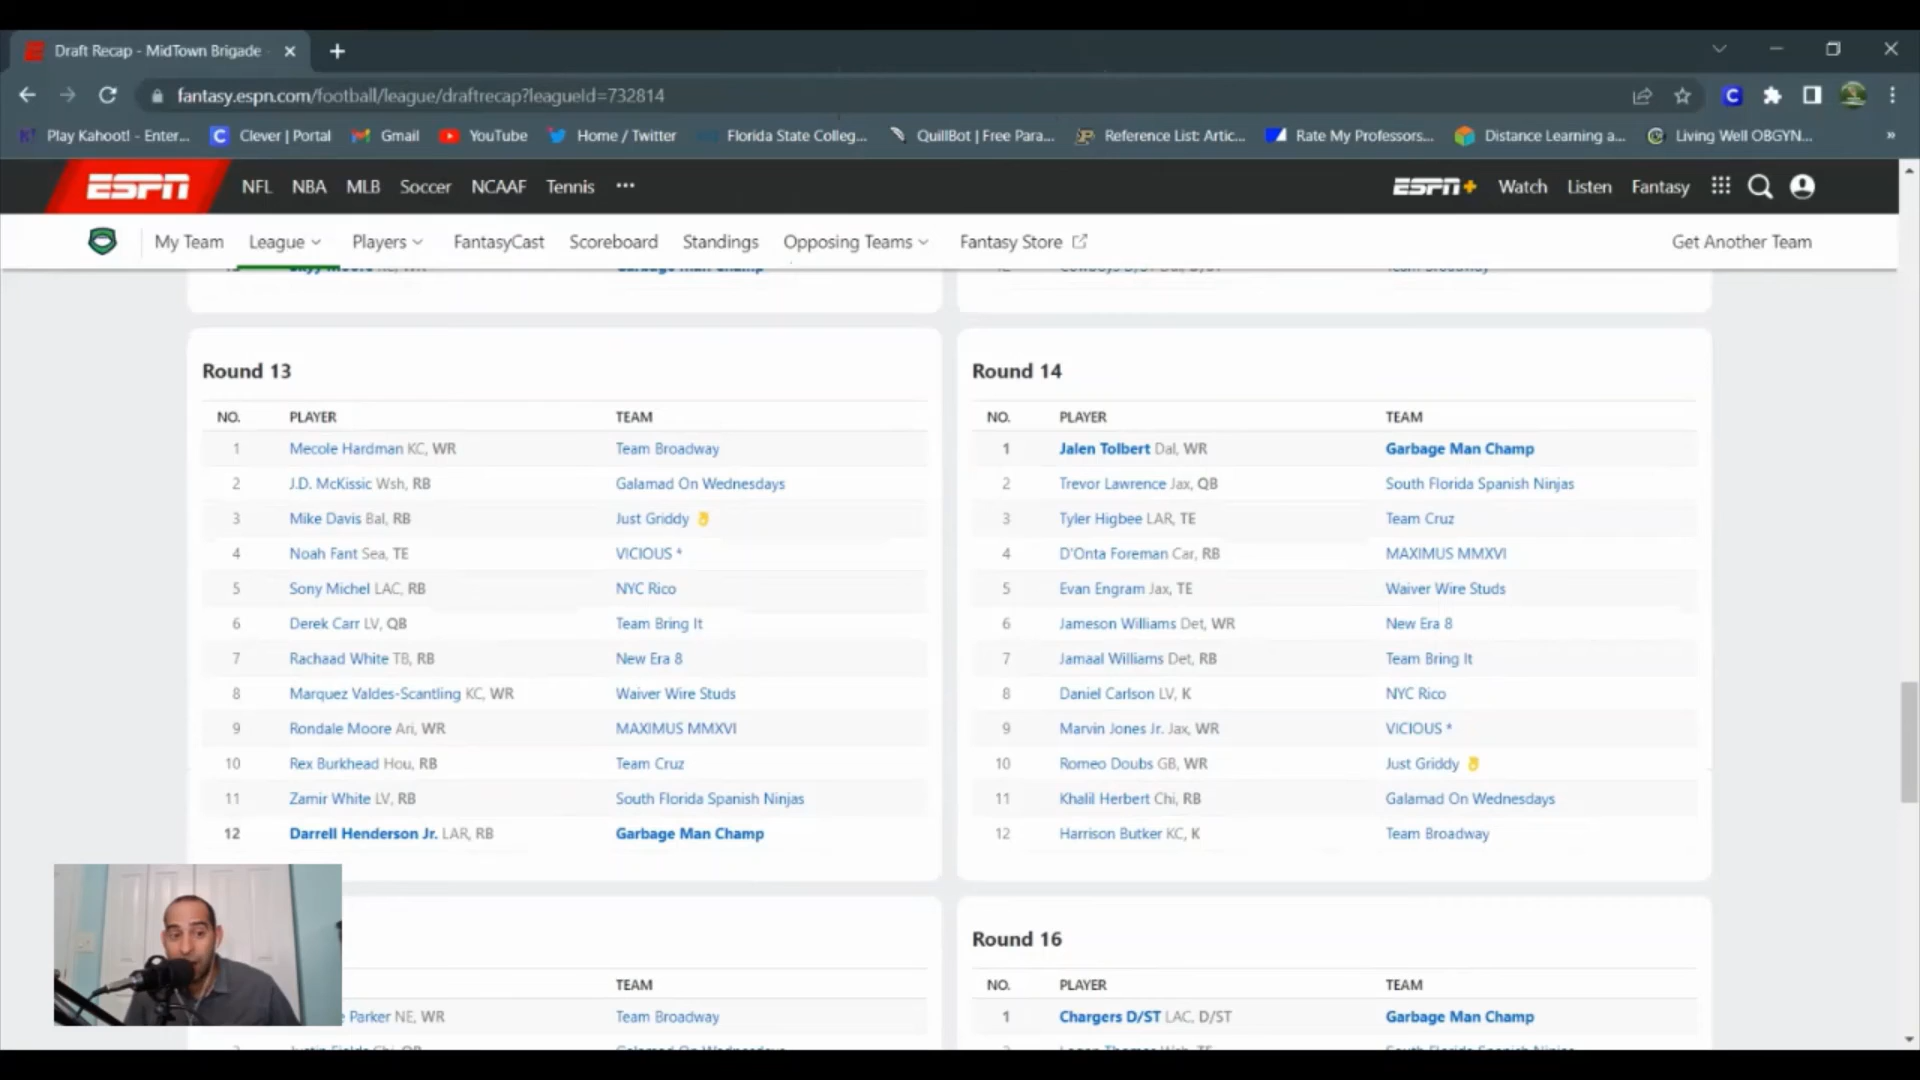 Draft Recap - MidTown Brigade
fantasy.espn.com/football/league/draftrecap?leagueId=732814
Play Kahoot! - Enter... Clever | Portal Gmail YouTube Home / Twitter Florida State Colleg... QuillBot | Free Para... Reference List: Artic... Rate My Professors... Distance Learning a... Living Well OBGYN... »
ESPN NFL NBA MLB Soccer NCAAF Tennis ••• ESPN+ Watch Listen Fantasy
My Team League Players FantasyCast Scoreboard Standings Opposing Teams Fantasy Store Get Another Team
Round 13
NO. PLAYER TEAM
1 Mecole Hardman KC, WR Team Broadway
2 J.D. McKissic Wsh, RB Galamad On Wednesdays
3 Mike Davis Bal, RB Just Griddy 👌
4 Noah Fant Sea, TE VICIOUS *
5 Sony Michel LAC, RB NYC Rico
6 Derek Carr LV, QB Team Bring It
7 Rachaad White TB, RB New Era 8
8 Marquez Valdes-Scantling KC, WR Waiver Wire Studs
9 Rondale Moore Ari, WR MAXIMUS MMXVI
10 Rex Burkhead Hou, RB Team Cruz
11 Zamir White LV, RB South Florida Spanish Ninjas
12 Darrell Henderson Jr. LAR, RB Garbage Man Champ
Round 14
NO. PLAYER TEAM
1 Jalen Tolbert Dal, WR Garbage Man Champ
2 Trevor Lawrence Jax, QB South Florida Spanish Ninjas
3 Tyler Higbee LAR, TE Team Cruz
4 D'Onta Foreman Car, RB MAXIMUS MMXVI
5 Evan Engram Jax, TE Waiver Wire Studs
6 Jameson Williams Det, WR New Era 8
7 Jamaal Williams Det, RB Team Bring It
8 Daniel Carlson LV, K NYC Rico
9 Marvin Jones Jr. Jax, WR VICIOUS *
10 Romeo Doubs GB, WR Just Griddy 👌
11 Khalil Herbert Chi, RB Galamad On Wednesdays
12 Harrison Butker KC, K Team Broadway
TEAM
Parker NE, WR Team Broadway
Round 16
NO. PLAYER TEAM
1 Chargers D/ST LAC, D/ST Garbage Man Champ